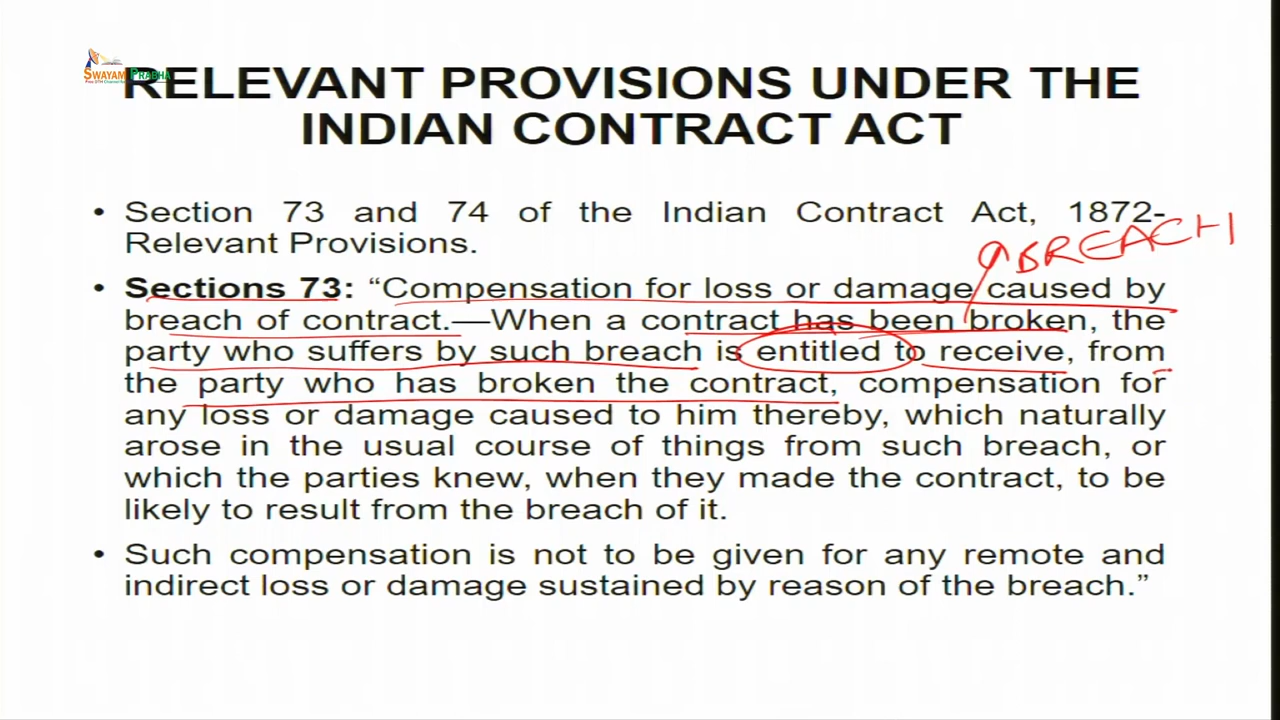 SWAYAM PRABHA
RELEVANT PROVISIONS UNDER THE
INDIAN CONTRACT ACT
• Section 73 and 74 of the Indian Contract Act, 1872-
Relevant Provisions.
BREACH
• Sections 73: “Compensation for loss or damage caused by
breach of contract.—When a contract has been broken, the
party who suffers by such breach is entitled to receive, from
the party who has broken the contract, compensation for
any loss or damage caused to him thereby, which naturally
arose in the usual course of things from such breach, or
which the parties knew, when they made the contract, to be
likely to result from the breach of it.
• Such compensation is not to be given for any remote and
indirect loss or damage sustained by reason of the breach.”